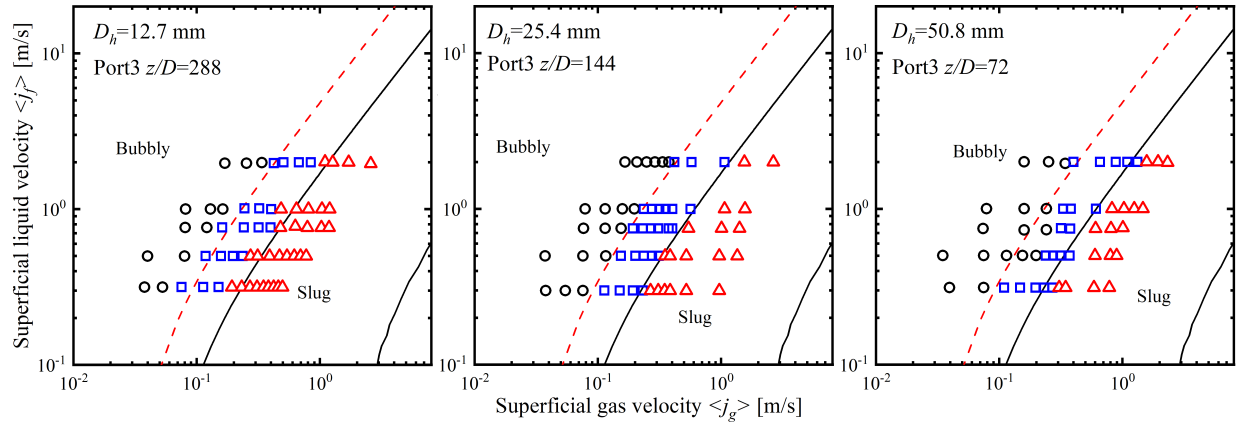 Superficial liquid velocity <j_f> [m/s]
10^1
10^0
10^-1
D_h=12.7 mm
Port3 z/D=288
Bubbly
Slug
10^-2
10^-1
10^0
10^1
10^0
10^-1
D_h=25.4 mm
Port3 z/D=144
Bubbly
Slug
10^-2
10^-1
10^0
10^1
10^0
10^-1
D_h=50.8 mm
Port3 z/D=72
Bubbly
Slug
10^-2
10^-1
10^0
Superficial gas velocity <j_g> [m/s]